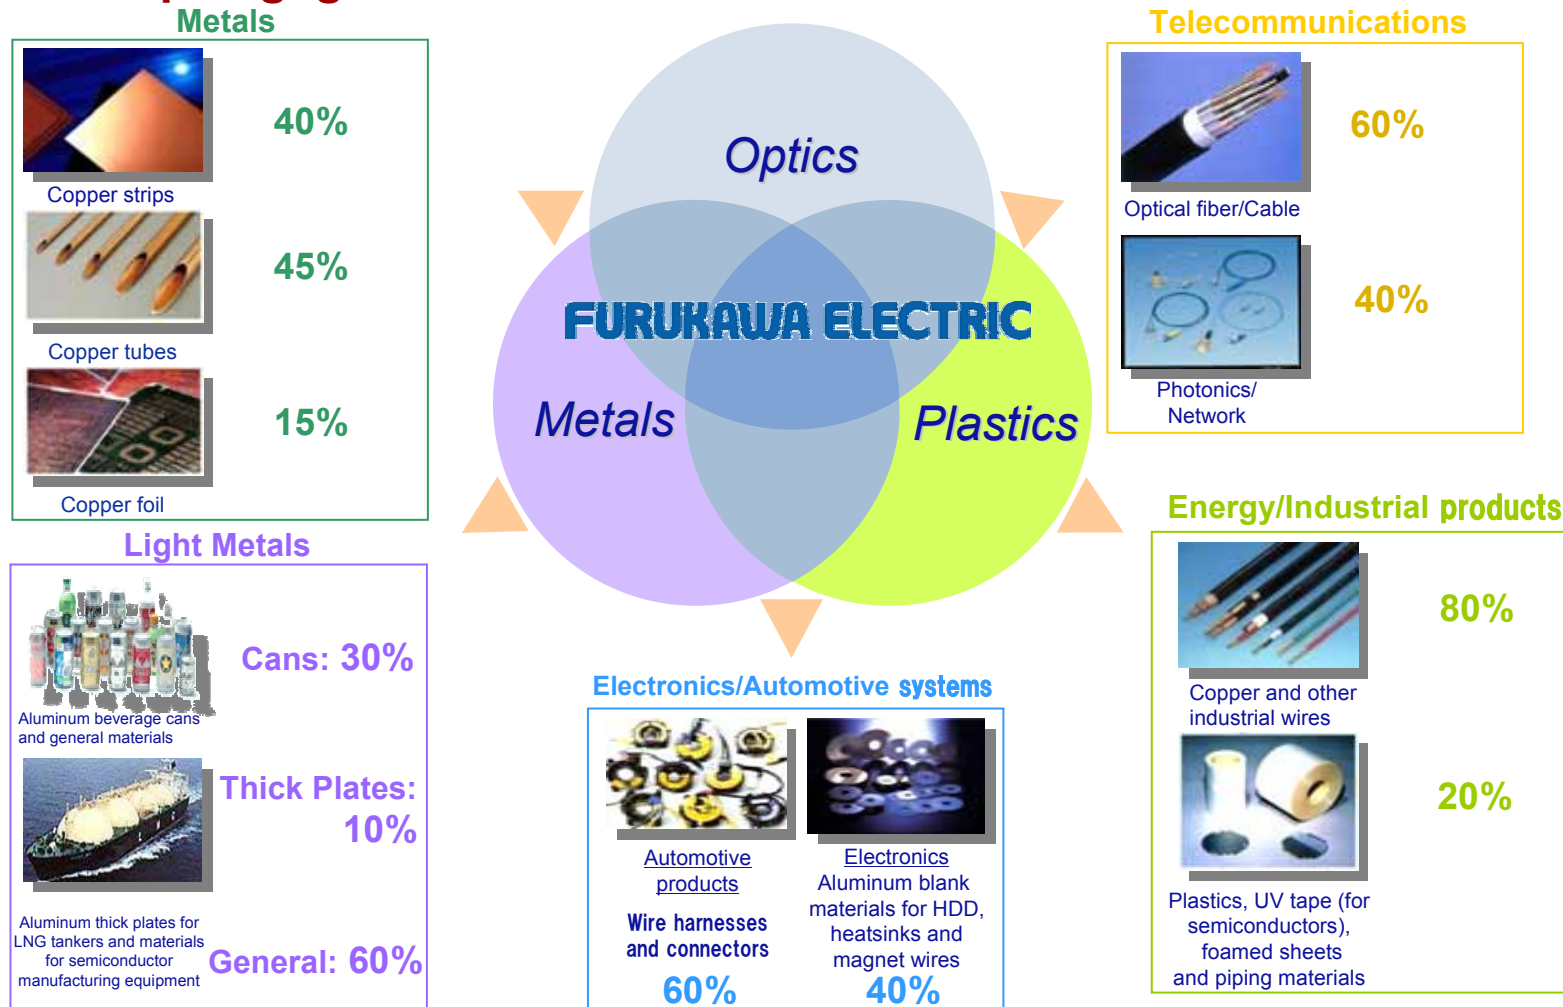 Metals
40%
Copper strips
45%
Copper tubes
15%
Copper foil
Light Metals
Cans: 30%
Aluminum beverage cans
and general materials
Thick Plates:
10%
Aluminum thick plates for
LNG tankers and materials
for semiconductor
manufacturing equipment
General: 60%
Optics
FURUKAWA ELECTRIC
Metals
Plastics
Electronics/Automotive systems
Automotive
products
Wire harnesses
and connectors
60%
Electronics
Aluminum blank
materials for HDD,
heatsinks and
magnet wires
40%
Telecommunications
60%
Optical fiber/Cable
40%
Photonics/
Network
Energy/Industrial products
80%
Copper and other
industrial wires
20%
Plastics, UV tape (for
semiconductors),
foamed sheets
and piping materials